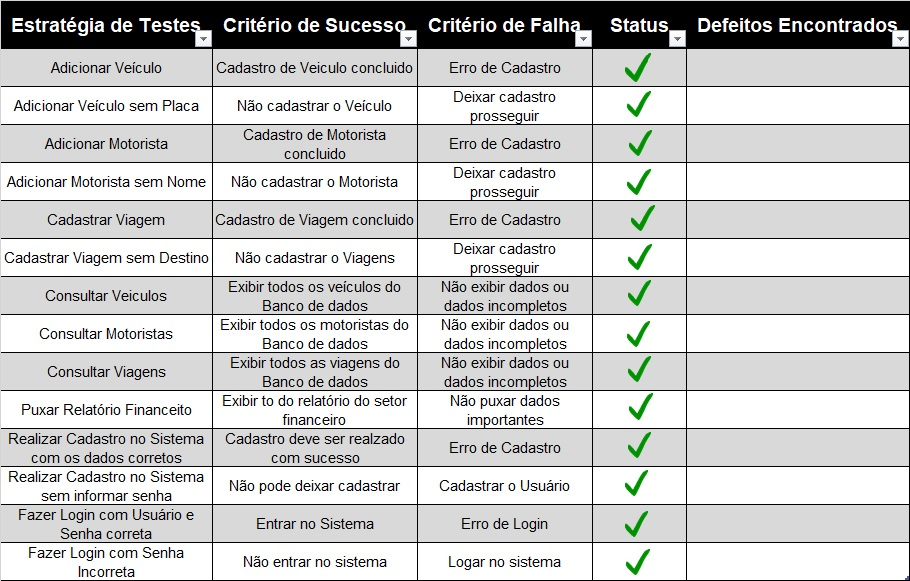 Estratégia de Testes Critério de Sucesso Critério de Falha Status Defeitos Encontrados
Adicionar Veículo Cadastro de Veiculo concluido Erro de Cadastro
Adicionar Veículo sem Placa Não cadastrar o Veículo Deixar cadastro
prosseguir
Adicionar Motorista Cadastro de Motorista
concluido Erro de Cadastro
Adicionar Motorista sem Nome Não cadastrar o Motorista Deixar cadastro
prosseguir
Cadastrar Viagem Cadastro de Viagem concluido Erro de Cadastro
Cadastrar Viagem sem Destino Não cadastrar o Viagens Deixar cadastro
prosseguir
Consultar Veiculos Exibir todos os veículos do
Banco de dados Não exibir dados ou
dados incompletos
Consultar Motoristas Exibir todos os motoristas do
Banco de dados Não exibir dados ou
dados incompletos
Consultar Viagens Exibir todos as viagens do
Banco de dados Não exibir dados ou
dados incompletos
Puxar Relatório Financeito Exibir to do relatório do setor
financeiro Não puxar dados
importantes
Realizar Cadastro no Sistema
com os dados corretos Cadastro deve ser realzado
com sucesso Erro de Cadastro
Realizar Cadastro no Sistema
sem informar senha Não pode deixar cadastrar Cadastrar o Usuário
Fazer Login com Usuário e
Senha correta Entrar no Sistema Erro de Login
Fazer Login com Senha
Incorreta Não entrar no sistema Logar no sistema